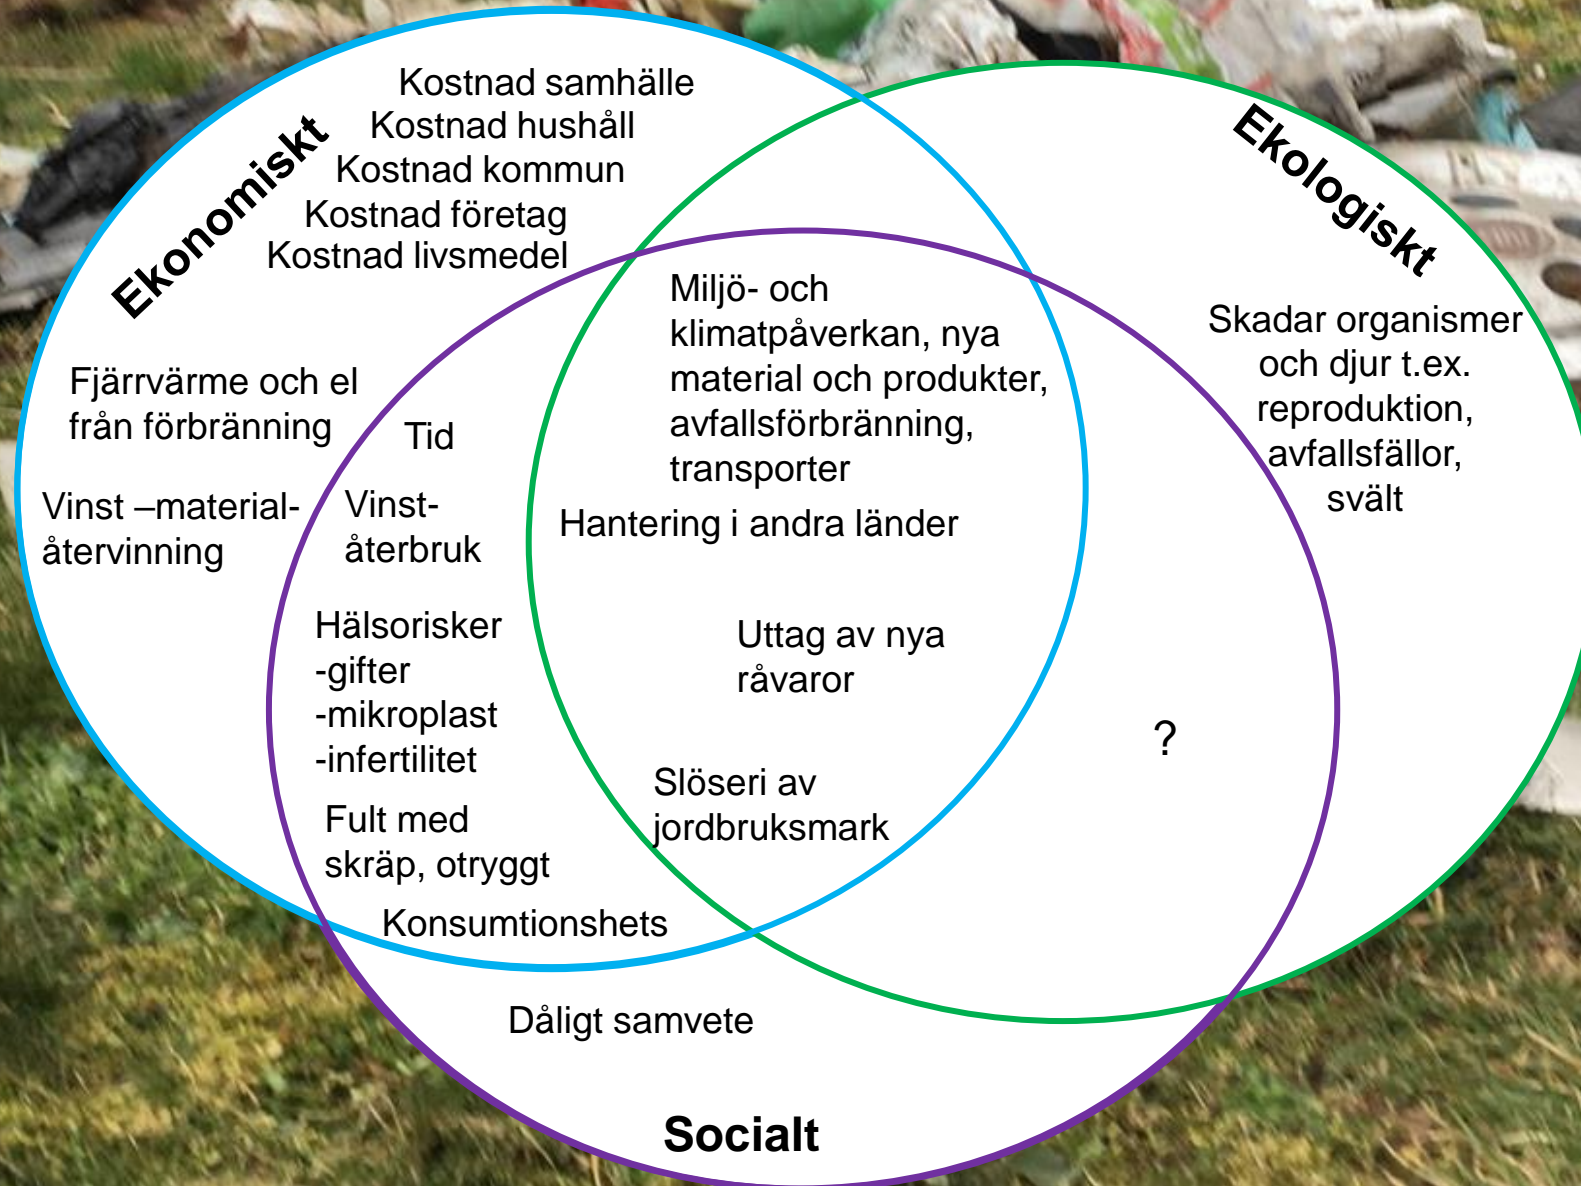 Ekonomiskt
Kostnad samhälle
Kostnad hushåll
Kostnad kommun
Kostnad företag
Kostnad livsmedel
Fjärrvärme och el
från förbränning
Vinst –material-
återvinning
Tid
Vinst-
återbruk
Hälsorisker
-gifter
-mikroplast
-infertilitet
Fult med
skräp, otryggt
Konsumtionshets
Miljö- och
klimatpåverkan, nya
material och produkter,
avfallsförbränning,
transporter
Hantering i andra länder
Uttag av nya
råvaror
Slöseri av
jordbruksmark
Ekologiskt
Skadar organismer
och djur t.ex.
reproduktion,
avfallsfällor,
svält
?
Dåligt samvete
Socialt